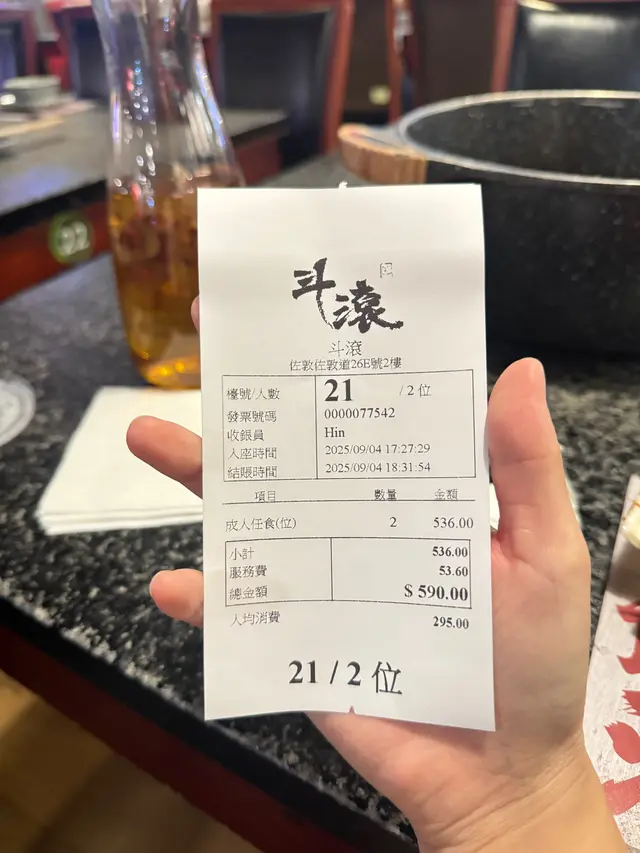 斗滾
斗滾
佐敦佐敦道26E號2樓
檯號/人數 21 / 2 位
發票號碼 0000077542
收銀員 Hin
入座時間 2025/09/04 17:27:29
結賬時間 2025/09/04 18:31:54
項目 數量 金額
成人任食(位) 2 536.00
小計 536.00
服務費 53.60
總金額 $ 590.00
人均消費 295.00
21 / 2 位